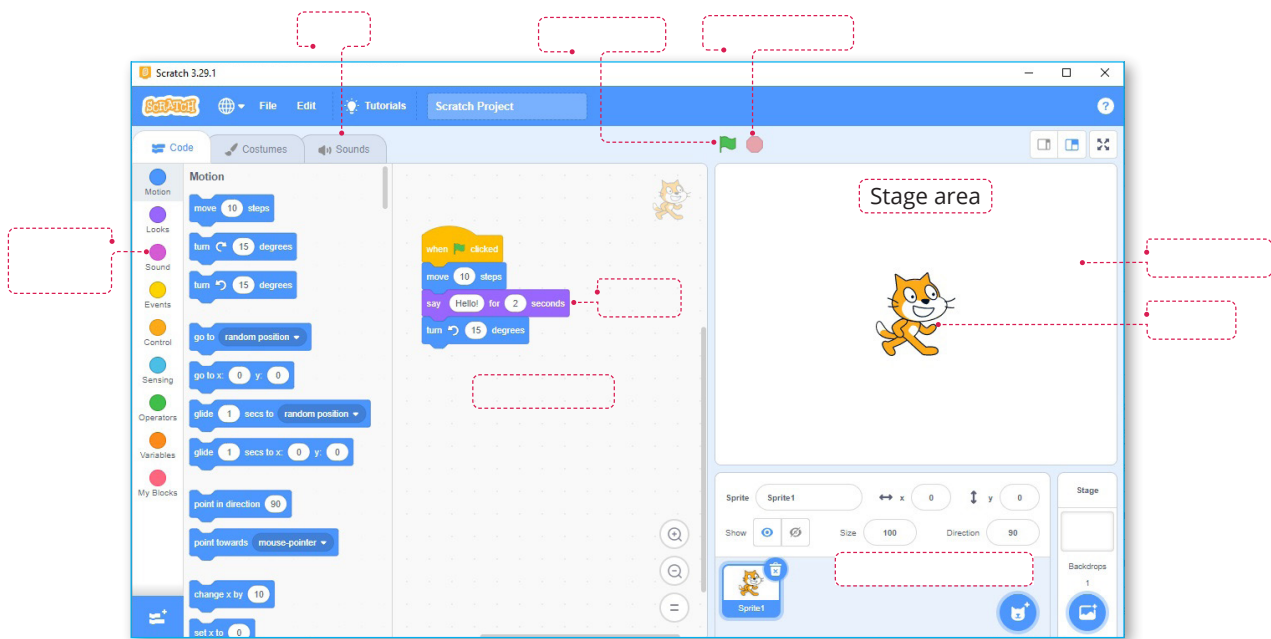 Scratch 3.29.1
SCRATCH
File Edit Tutorials Scratch Project ?
Code Costumes Sounds
Motion
Looks
Sound
Events
Control
Sensing
Operators
Variables
My Blocks
Motion
move 10 steps
turn 15 degrees
turn 15 degrees
go to random position
go to x: 0 y: 0
glide 1 secs to random position
glide 1 secs to x: 0 y: 0
point in direction 90
point towards mouse-pointer
change x by 10
set x to 0
when clicked
move 10 steps
say Hello! for 2 seconds
turn 15 degrees
Stage area
Sprite Sprite1 x 0 y 0
Show Size 100 Direction 90
Sprite1
Stage
Backdrops
1